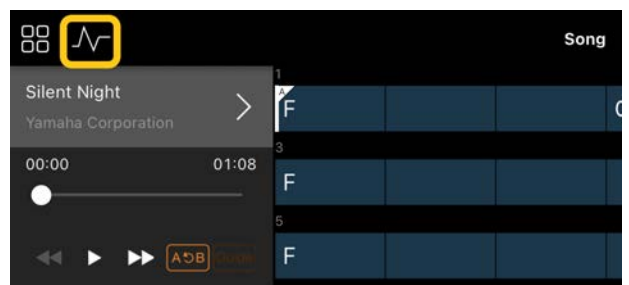 Song
Silent Night
Yamaha Corporation
00:00 01:08
A B
1
A
F
3
F
5
F